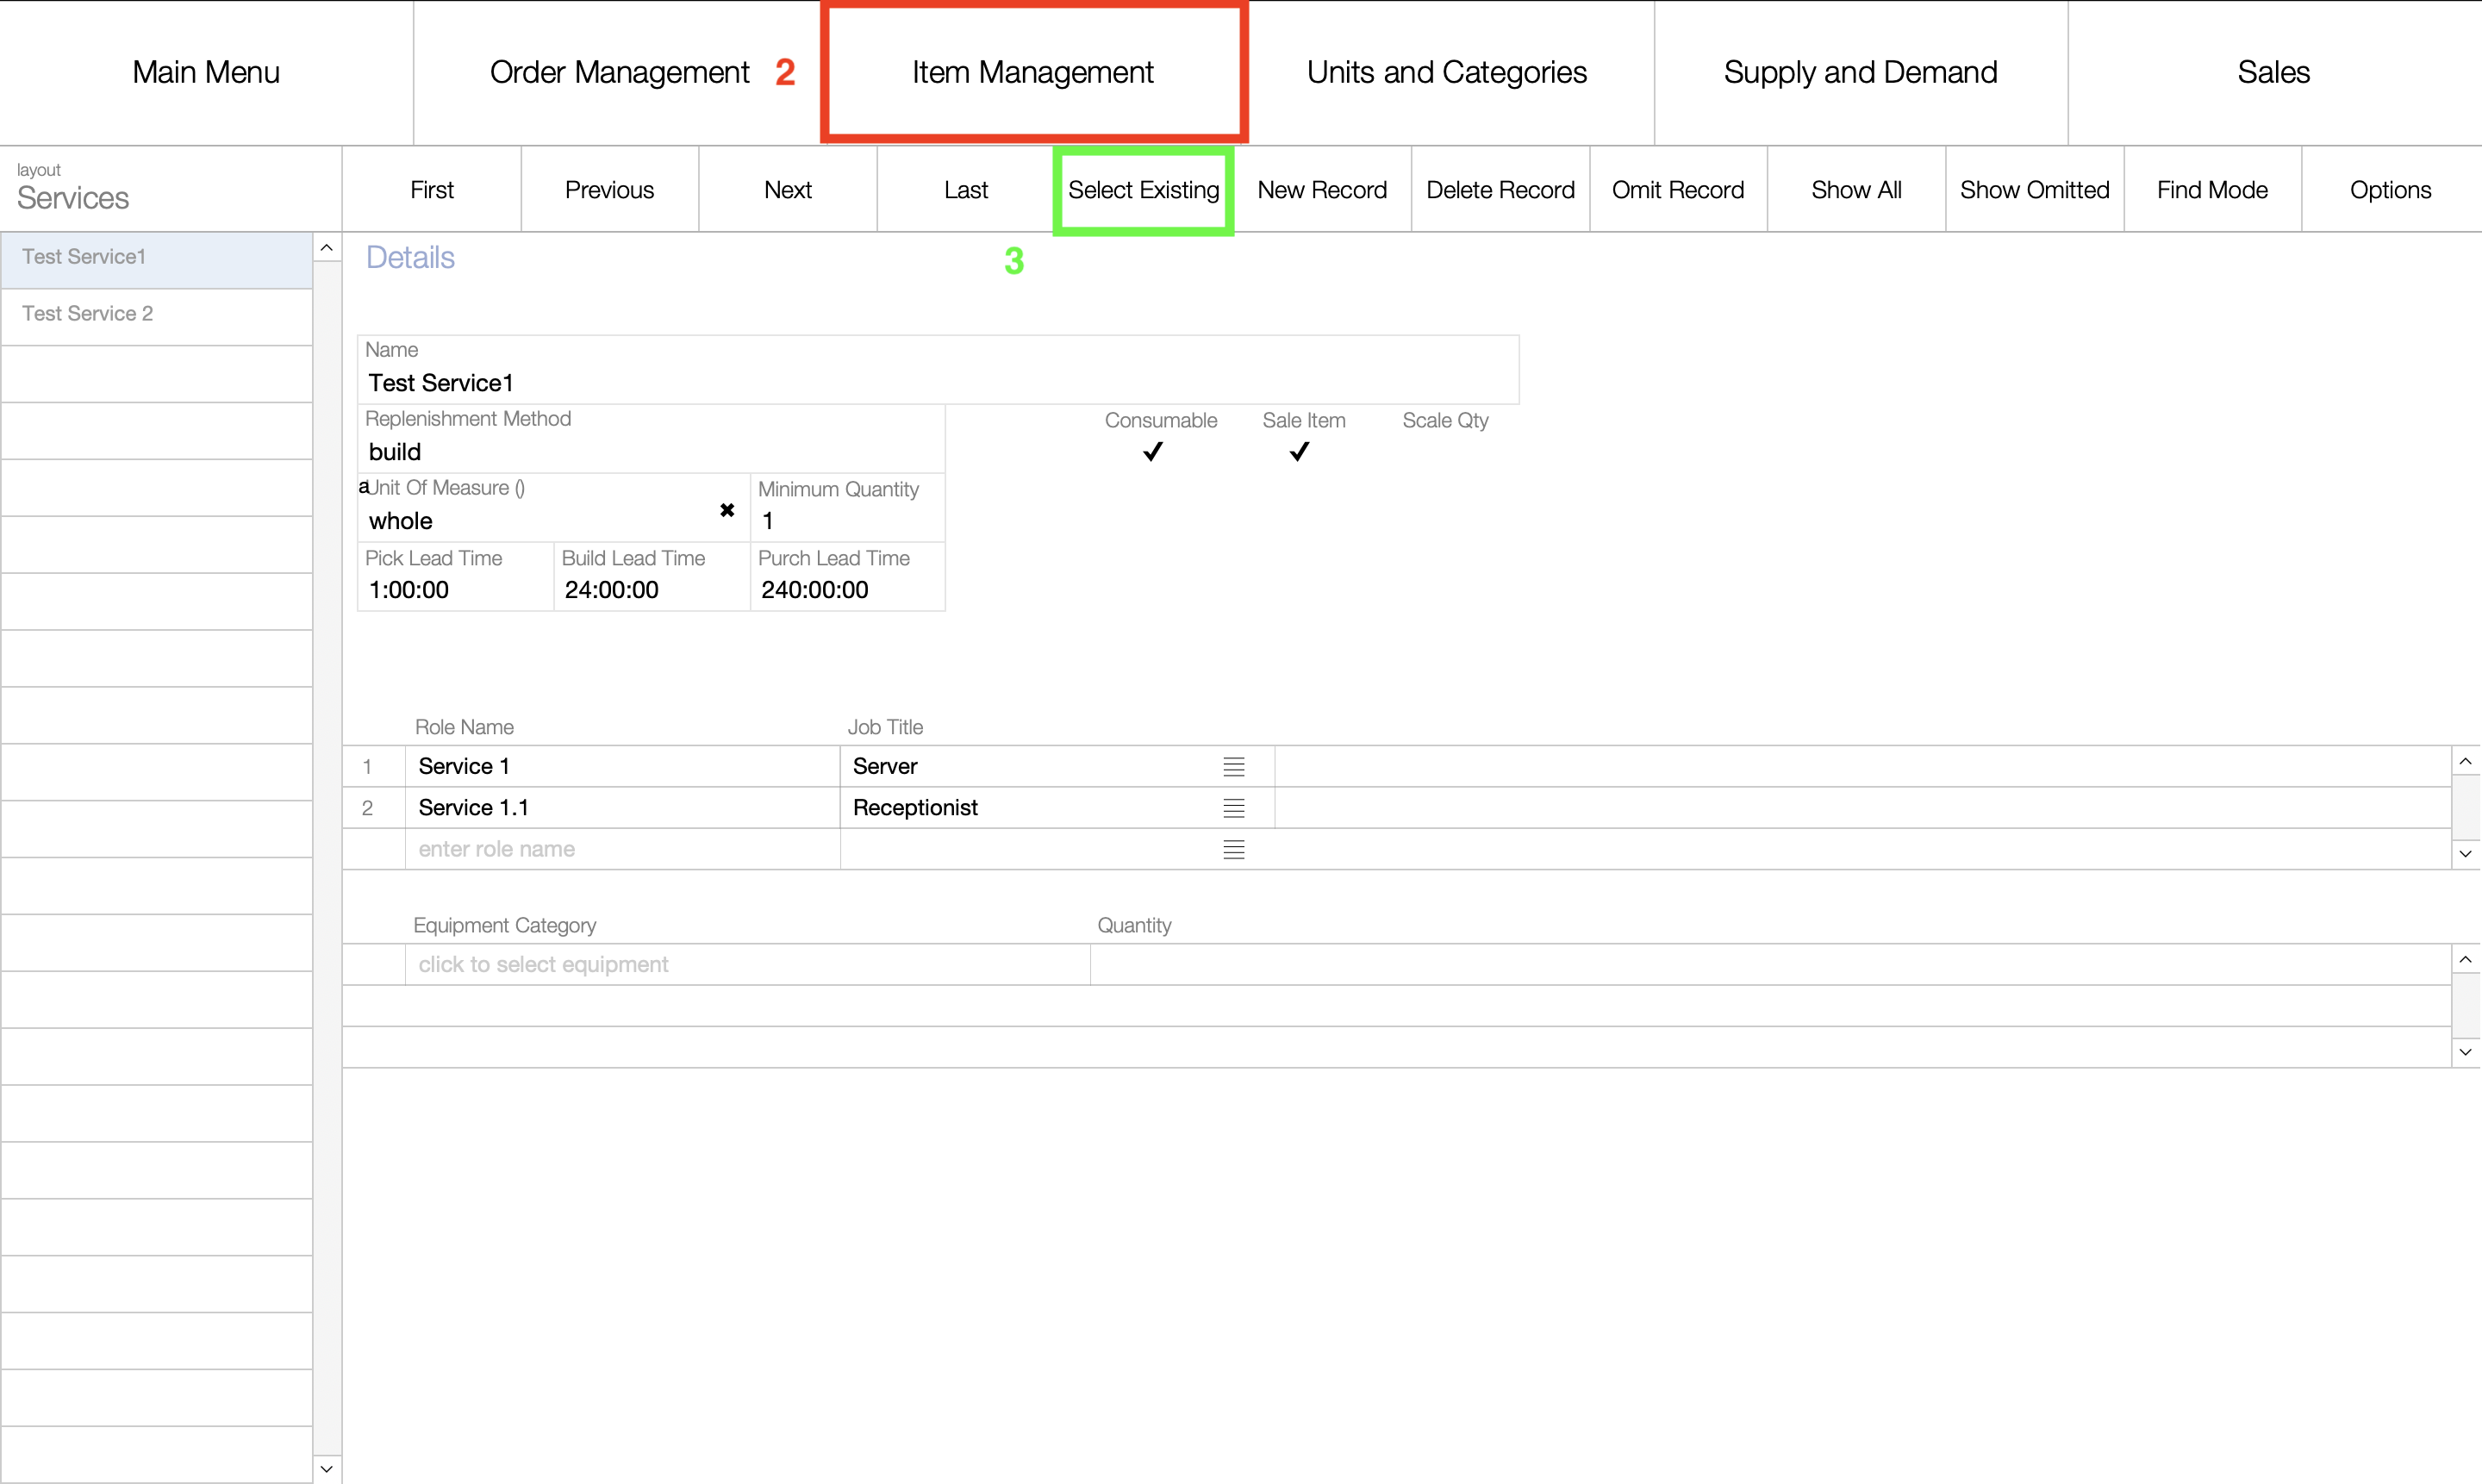 Main Menu
Order Management
2
Item Management
Units and Categories
Supply and Demand
Sales
layout
Services
First
Previous
Next
Last
Select Existing
New Record
Delete Record
Omit Record
Show All
Show Omitted
Find Mode
Options
3
Test Service1
Test Service 2
Details
Name
Test Service1
Replenishment Method
build
Consumable
Sale Item
Scale Qty
a
Unit Of Measure ()
whole
Minimum Quantity
1
Pick Lead Time
1:00:00
Build Lead Time
24:00:00
Purch Lead Time
240:00:00
Role Name
Job Title
1
Service 1
Server
2
Service 1.1
Receptionist
enter role name
Equipment Category
Quantity
click to select equipment